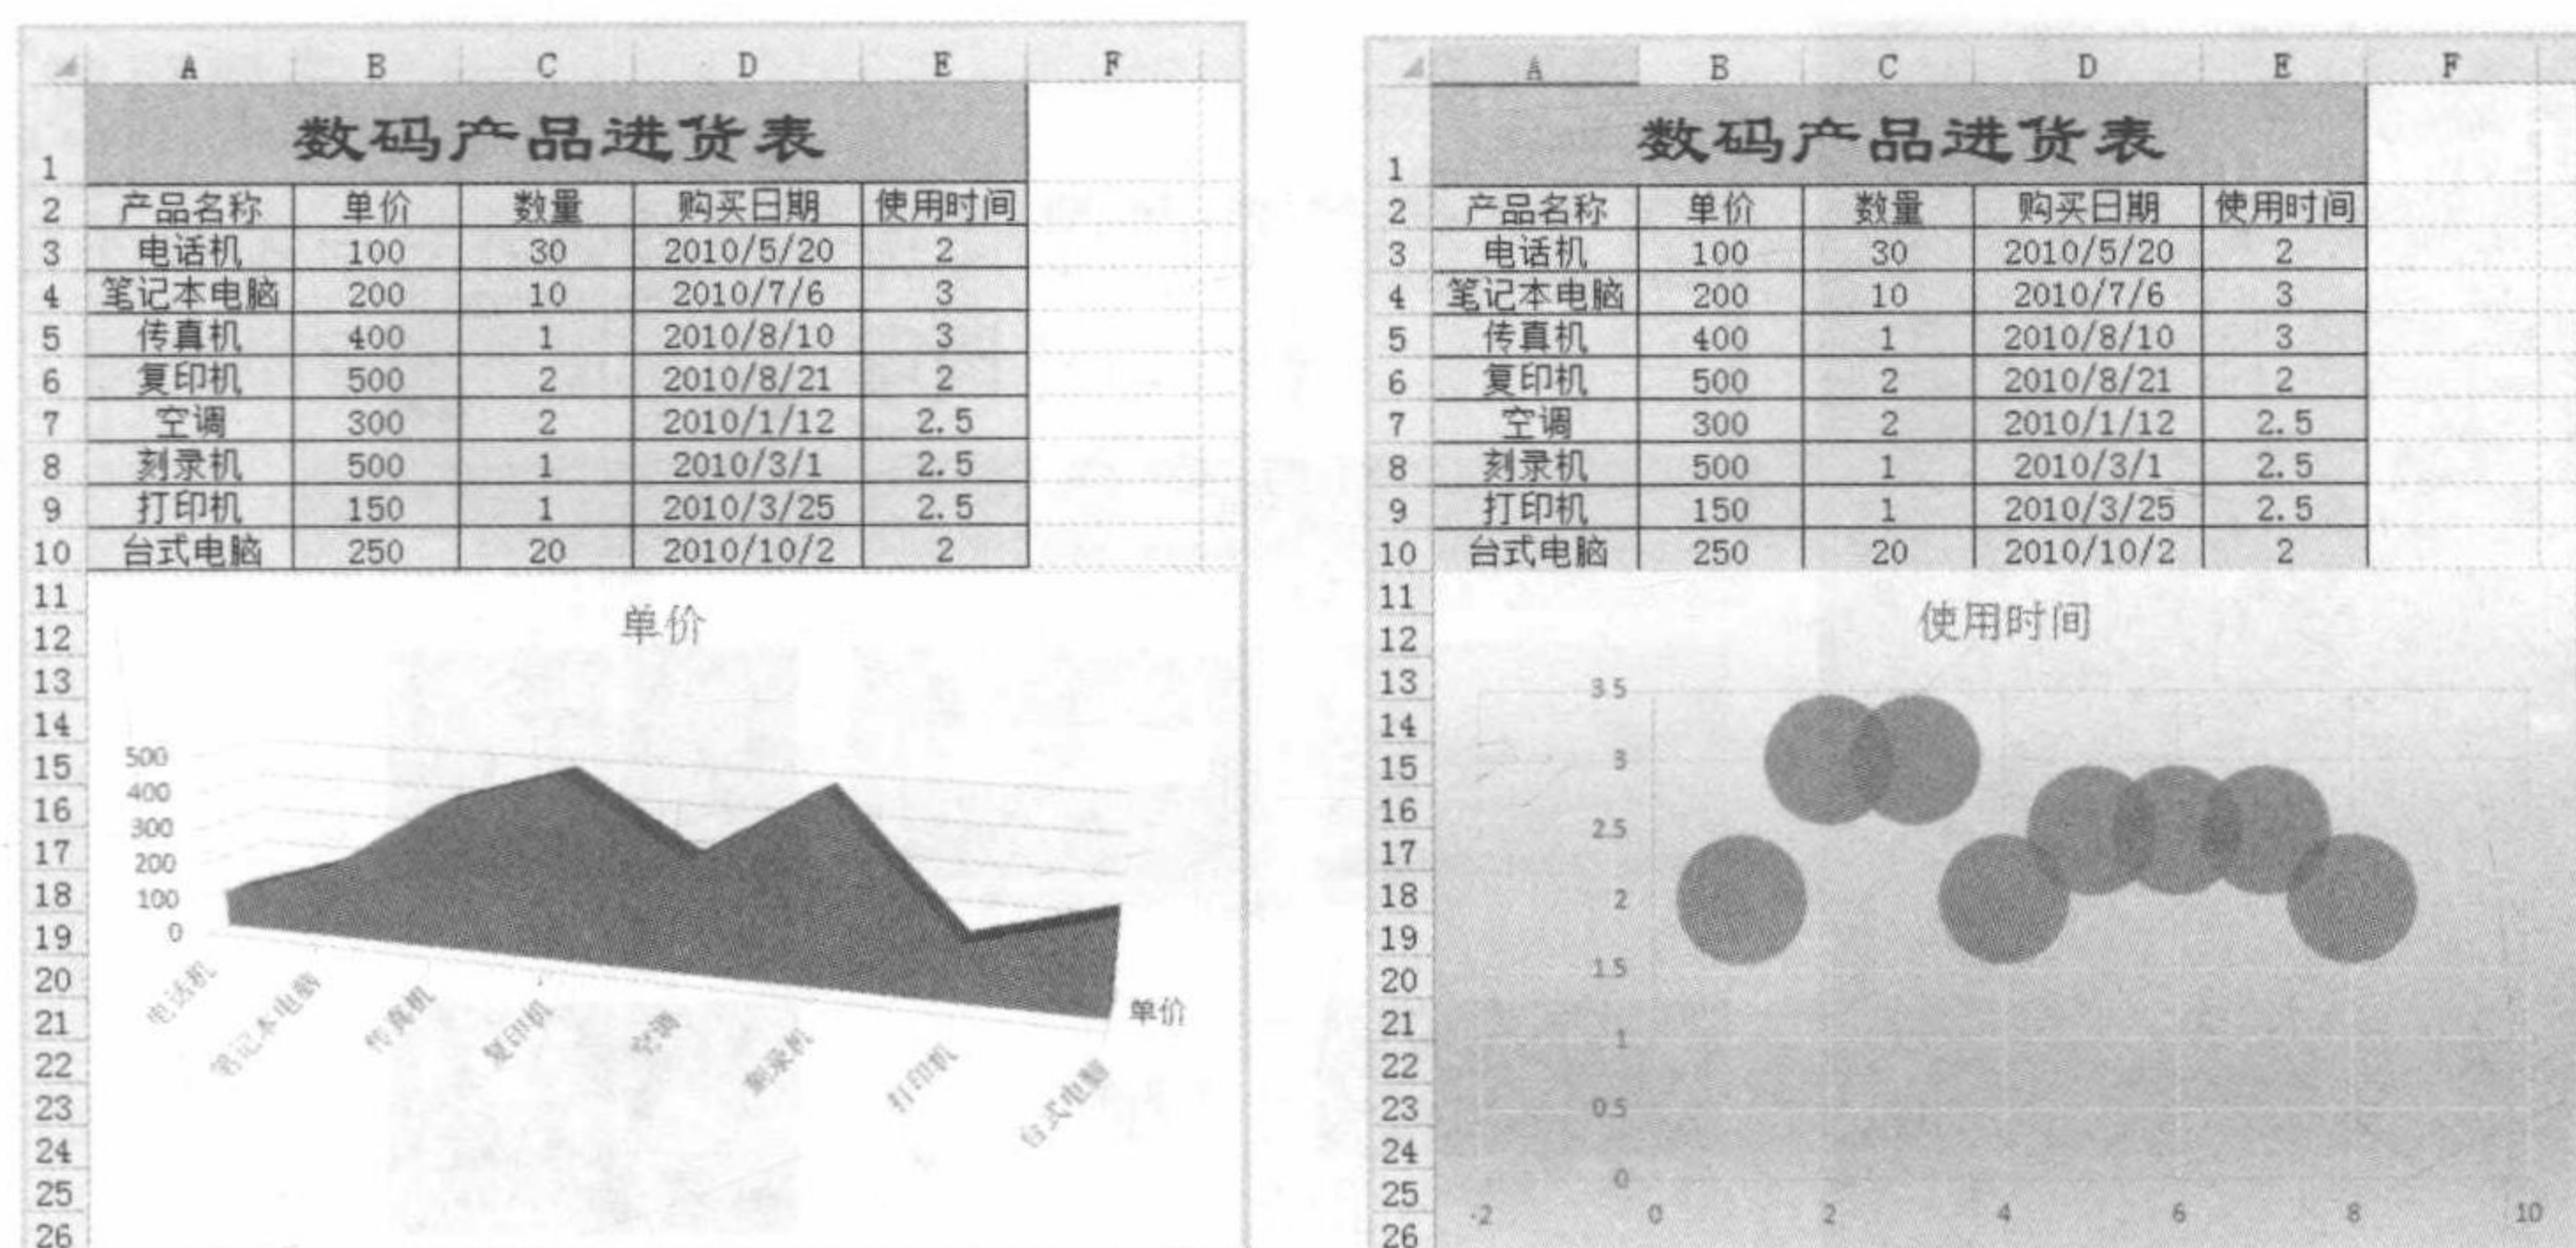 A B C D E F
1 数码产品进货表
2 产品名称 单价 数量 购买日期 使用时间
3 电话机 100 30 2010/5/20 2
4 笔记本电脑 200 10 2010/7/6 3
5 传真机 400 1 2010/8/10 3
6 复印机 500 2 2010/8/21 2
7 空调 300 2 2010/1/12 2.5
8 刻录机 500 1 2010/3/1 2.5
9 打印机 150 1 2010/3/25 2.5
10 台式电脑 250 20 2010/10/2 2
11
12
13
14
15
16
17
18
19
20
21
22
23
24
25
26
单价
500
400
300
200
100
0
电话机 笔记本电脑 传真机 复印机 空调 刻录机 打印机 台式电脑
单价
A B C D E F
1 数码产品进货表
2 产品名称 单价 数量 购买日期 使用时间
3 电话机 100 30 2010/5/20 2
4 笔记本电脑 200 10 2010/7/6 3
5 传真机 400 1 2010/8/10 3
6 复印机 500 2 2010/8/21 2
7 空调 300 2 2010/1/12 2.5
8 刻录机 500 1 2010/3/1 2.5
9 打印机 150 1 2010/3/25 2.5
10 台式电脑 250 20 2010/10/2 2
11
12
13
14
15
16
17
18
19
20
21
22
23
24
25
26
使用时间
3.5
3
2.5
2
1.5
1
0.5
0
-2 0 2 4 6 8 10